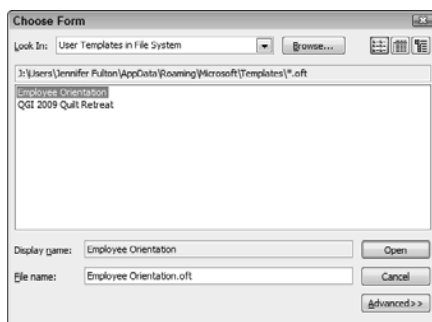 Choose Form
Look In: User Templates in File System Browse...
J:\Users\Jennifer Fulton\AppData\Roaming\Microsoft\Templates\*.oft
Employee Orientation
QGI 2009 Quilt Retreat
Display name: Employee Orientation Open
File name: Employee Orientation.oft Cancel
Advanced >>